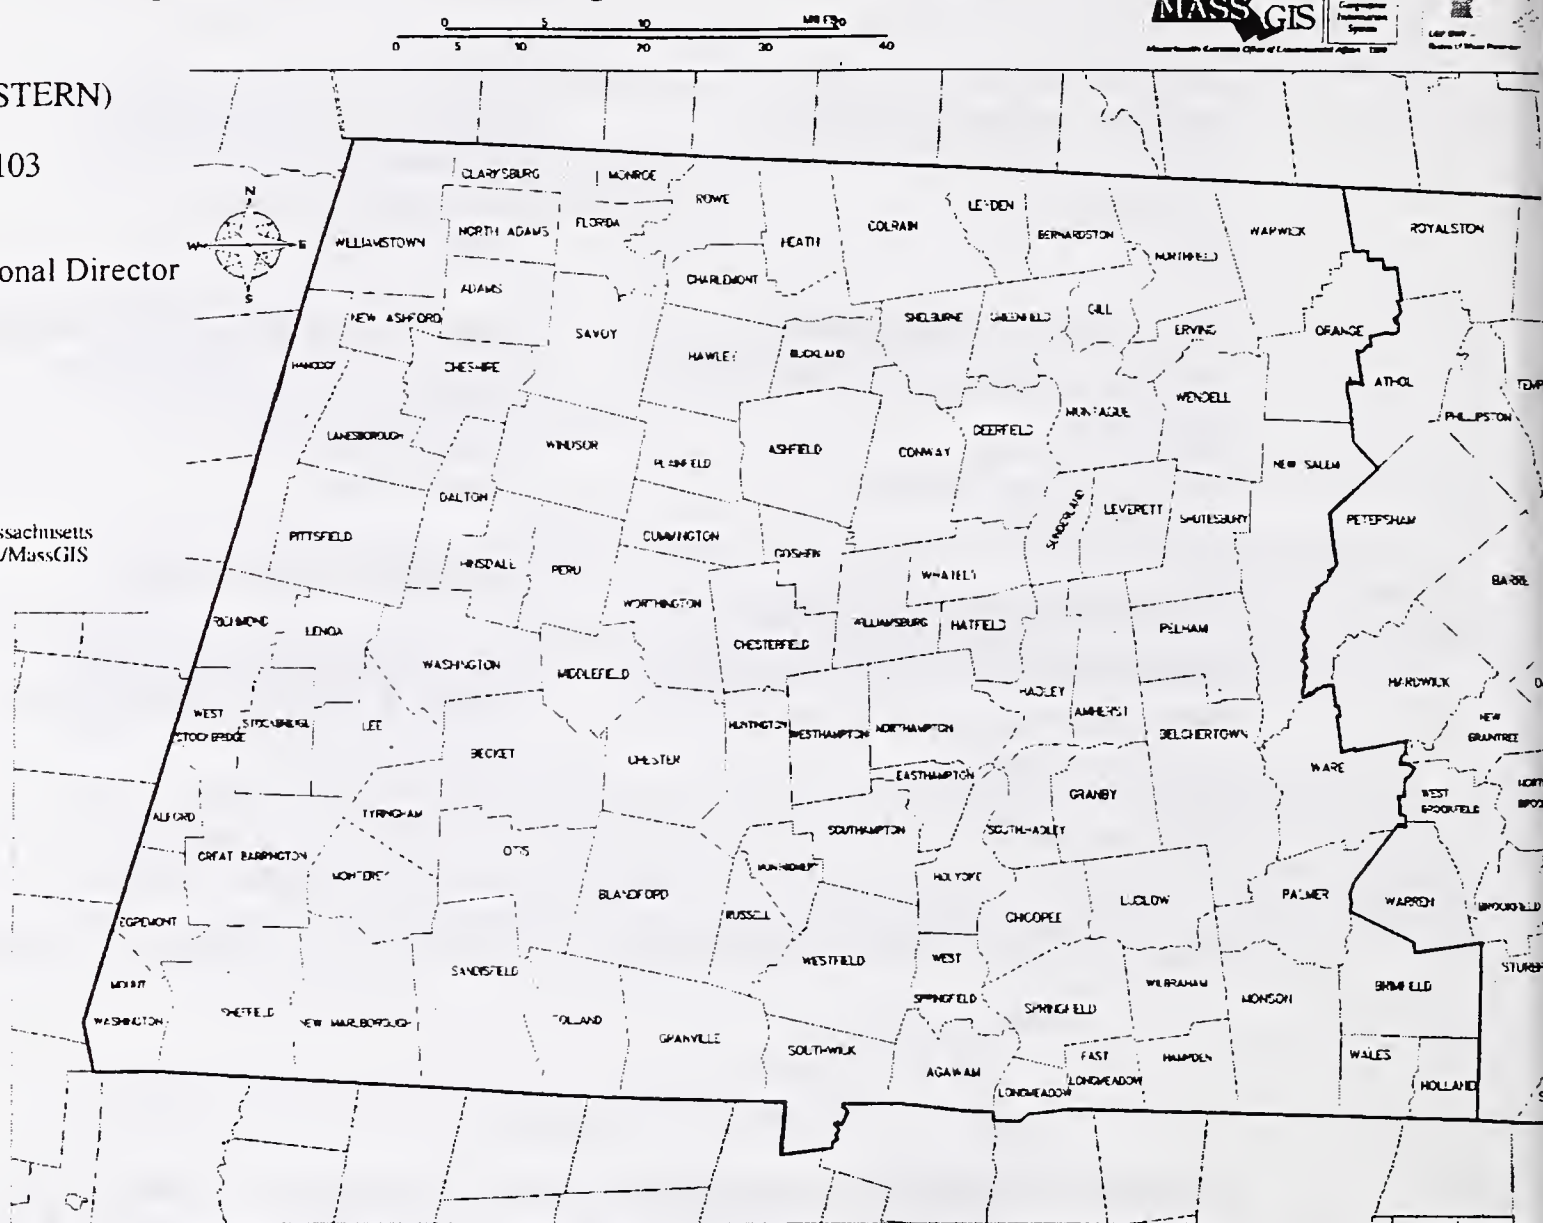 0 5 10 MILES 20
0 5 10 20 30 40
MASS GIS
STERN)
103
onal Director
ssachusetts
/MassGIS
N
W E
S
CLARKSBURG
MONROE
ROWE
LEYDEN
WILLIAMSTOWN
NORTH ADAMS
FLORIDA
HEATH
COLRAIN
BERNARDSTON
NORTHFIELD
WARWICK
ROYALSTON
ADAMS
CHARLEMONT
NEW ASHFORD
SAVOY
SHELBURNE
GREENFIELD
GILL
ERVING
ORANGE
HANCOCK
CHESHIRE
HAWLEY
BUCKLAND
ATHOL
TEMP
LANESBOROUGH
WINDSOR
PLAINFIELD
ASHFIELD
CONWAY
DEERFIELD
MONTAGUE
WENDELL
PHILLIPSTON
NEW SALEM
DALTON
SUNDERLAND
LEVERETT
SHUTESBURY
PETERSHAM
PITTSFIELD
HINSDALE
PERU
CUMMINGTON
GOSHEN
WHATELY
BARRE
RICHMOND
LENOX
WORTHINGTON
CHESTERFIELD
WILLIAMSBURG
HATFIELD
PELHAM
WASHINGTON
MIDDLEFIELD
HADLEY
HARDWICK
WEST
STOCKBRIDGE
STOCKBRIDGE
LEE
BECKET
CHESTER
HUNTINGTON
WESTHAMPTON
NORTHAMPTON
AMHERST
BELCHERTOWN
NEW
BRAINTREE
WARE
EASTHAMPTON
GRANBY
WEST
BROOKFIELD
ALFORD
TYRINGHAM
SOUTHAMPTON
SOUTH HADLEY
GREAT BARRINGTON
MONTEREY
OTIS
BLANDFORD
MONTGOMERY
HOLYOKE
RUSSELL
CHICOPEE
LUDLOW
PALMER
WARREN
BROOKFIELD
EGREMONT
MOUNT
WASHINGTON
SHEFFIELD
NEW MARLBOROUGH
SANDISFIELD
TOLLAND
GRANVILLE
WESTFIELD
WEST
SPRINGFIELD
SPRINGFIELD
WILBRAHAM
MONSON
BRIMFIELD
STURB
SOUTHWICK
AGAWAM
LONGMEADOW
EAST
LONGMEADOW
HAMPDEN
WALES
HOLLAND